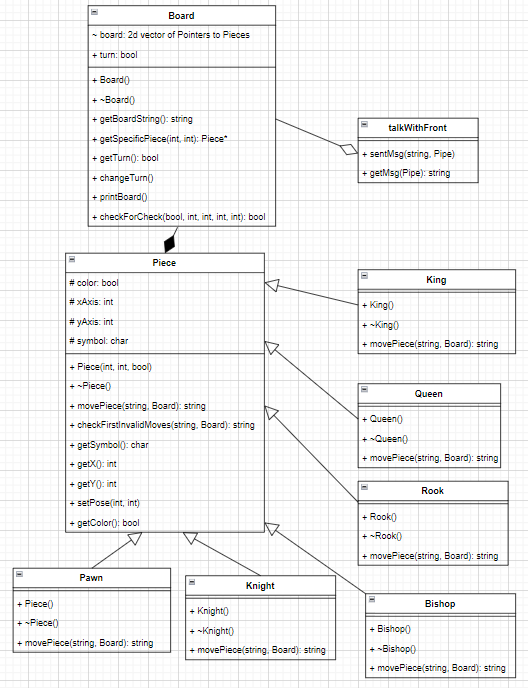 Board
~ board: 2d vector of Pointers to Pieces
+ turn: bool
+ Board()
+ ~Board()
+ getBoardString(): string
+ getSpecificPiece(int, int): Piece*
+ getTurn(): bool
+ changeTurn()
+ printBoard()
+ checkForCheck(bool, int, int, int, int): bool
talkWithFront
+ sentMsg(string, Pipe)
+ getMsg(Pipe): string
Piece
# color: bool
# xAxis: int
# yAxis: int
# symbol: char
+ Piece(int, int, bool)
+ ~Piece()
+ movePiece(string, Board): string
+ checkFirstInvalidMoves(string, Board): string
+ getSymbol(): char
+ getX(): int
+ getY(): int
+ setPose(int, int)
+ getColor(): bool
King
+ King()
+ ~King()
+ movePiece(string, Board): string
Queen
+ Queen()
+ ~Queen()
+ movePiece(string, Board): string
Rook
+ Rook()
+ ~Rook()
+ movePiece(string, Board): string
Pawn
+ Piece()
+ ~Piece()
+ movePiece(string, Board): string
Knight
+ Knight()
+ ~Knight()
+ movePiece(string, Board): string
Bishop
+ Bishop()
+ ~Bishop()
+ movePiece(string, Board): string